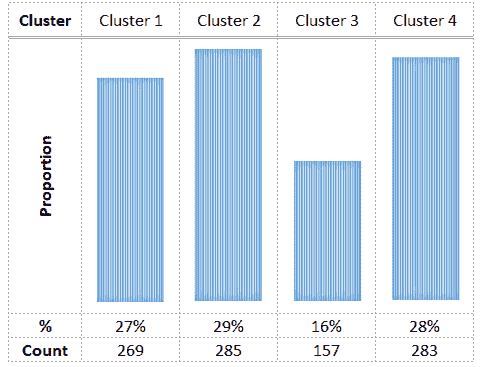 Cluster Cluster 1 Cluster 2 Cluster 3 Cluster 4
Proportion
% 27% 29% 16% 28%
Count 269 285 157 283